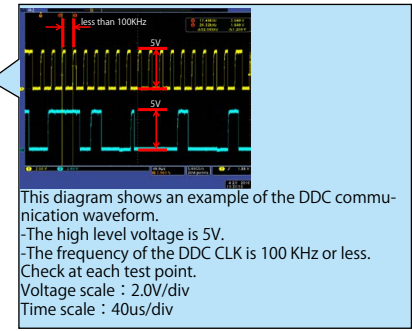 less than 100KHz
5V
5V
This diagram shows an example of the DDC commu-
nication waveform.
-The high level voltage is 5V.
-The frequency of the DDC CLK is 100 KHz or less.
Check at each test point.
Voltage scale：2.0V/div
Time scale：40us/div